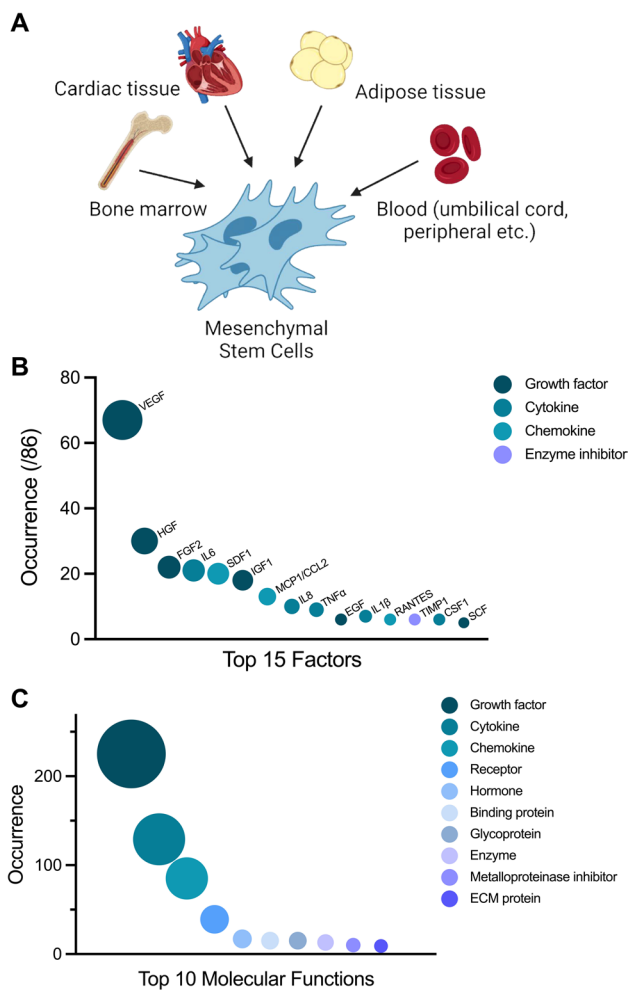 A
Cardiac tissue
Adipose tissue
Bone marrow
Blood (umbilical cord,
peripheral etc.)
Mesenchymal
Stem Cells
B
Occurrence (/86)
80
60
40
20
0
VEGF
HGF
FGF2
IL6
SDF1
IGF1
MCP1/CCL2
IL8
TNFα
EGF
IL1β
RANTES
TIMP1
CSF1
SCF
Top 15 Factors
Growth factor
Cytokine
Chemokine
Enzyme inhibitor
C
Occurrence
200
100
0
Top 10 Molecular Functions
Growth factor
Cytokine
Chemokine
Receptor
Hormone
Binding protein
Glycoprotein
Enzyme
Metalloproteinase inhibitor
ECM protein